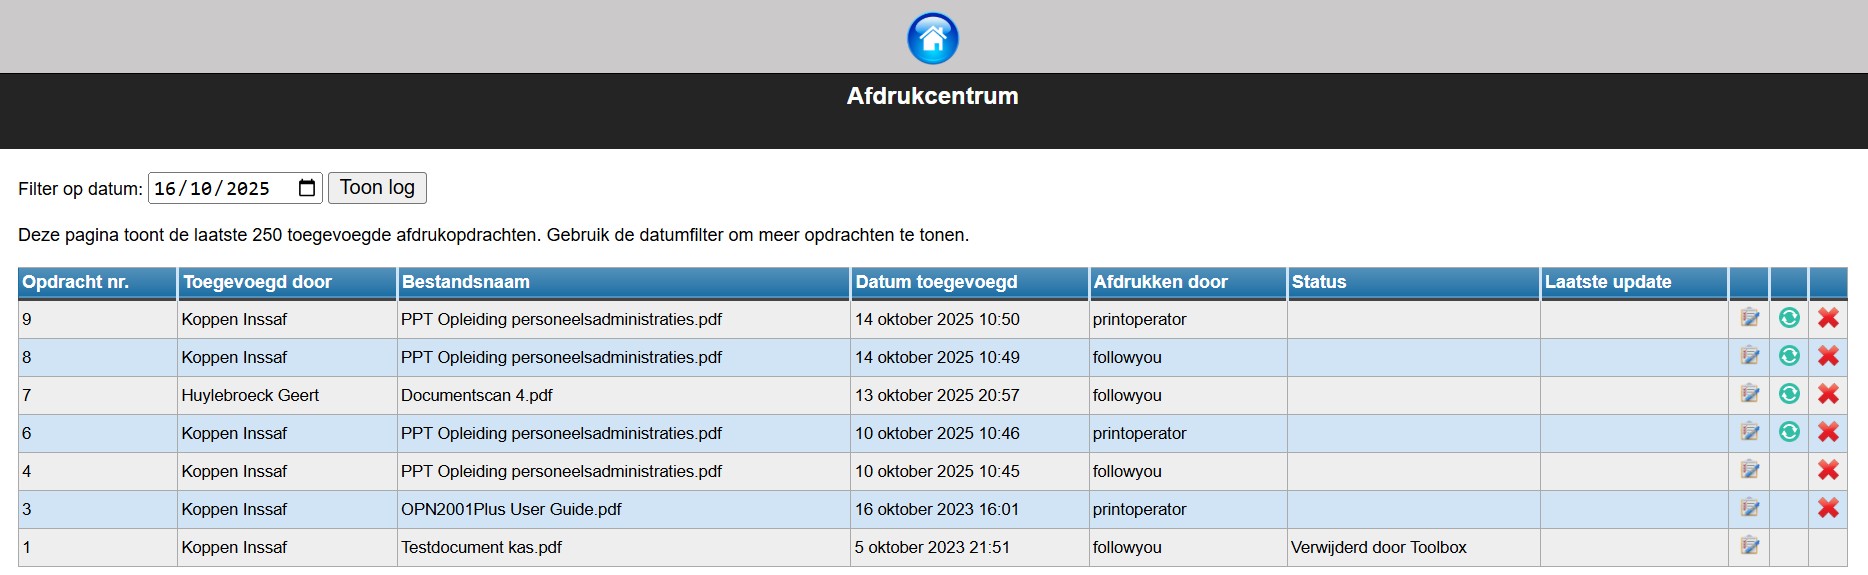 Afdrukcentrum
Filter op datum: 16/10/2025 Toon log
Deze pagina toont de laatste 250 toegevoegde afdrukopdrachten. Gebruik de datumfilter om meer opdrachten te tonen.
Opdracht nr. Toegevoegd door Bestandsnaam Datum toegevoegd Afdrukken door Status Laatste update
9 Koppen Inssaf PPT Opleiding personeelsadministraties.pdf 14 oktober 2025 10:50 printoperator
8 Koppen Inssaf PPT Opleiding personeelsadministraties.pdf 14 oktober 2025 10:49 followyou
7 Huylebroeck Geert Documentscan 4.pdf 13 oktober 2025 20:57 followyou
6 Koppen Inssaf PPT Opleiding personeelsadministraties.pdf 10 oktober 2025 10:46 printoperator
4 Koppen Inssaf PPT Opleiding personeelsadministraties.pdf 10 oktober 2025 10:45 followyou
3 Koppen Inssaf OPN2001Plus User Guide.pdf 16 oktober 2023 16:01 printoperator
1 Koppen Inssaf Testdocument kas.pdf 5 oktober 2023 21:51 followyou Verwijderd door Toolbox